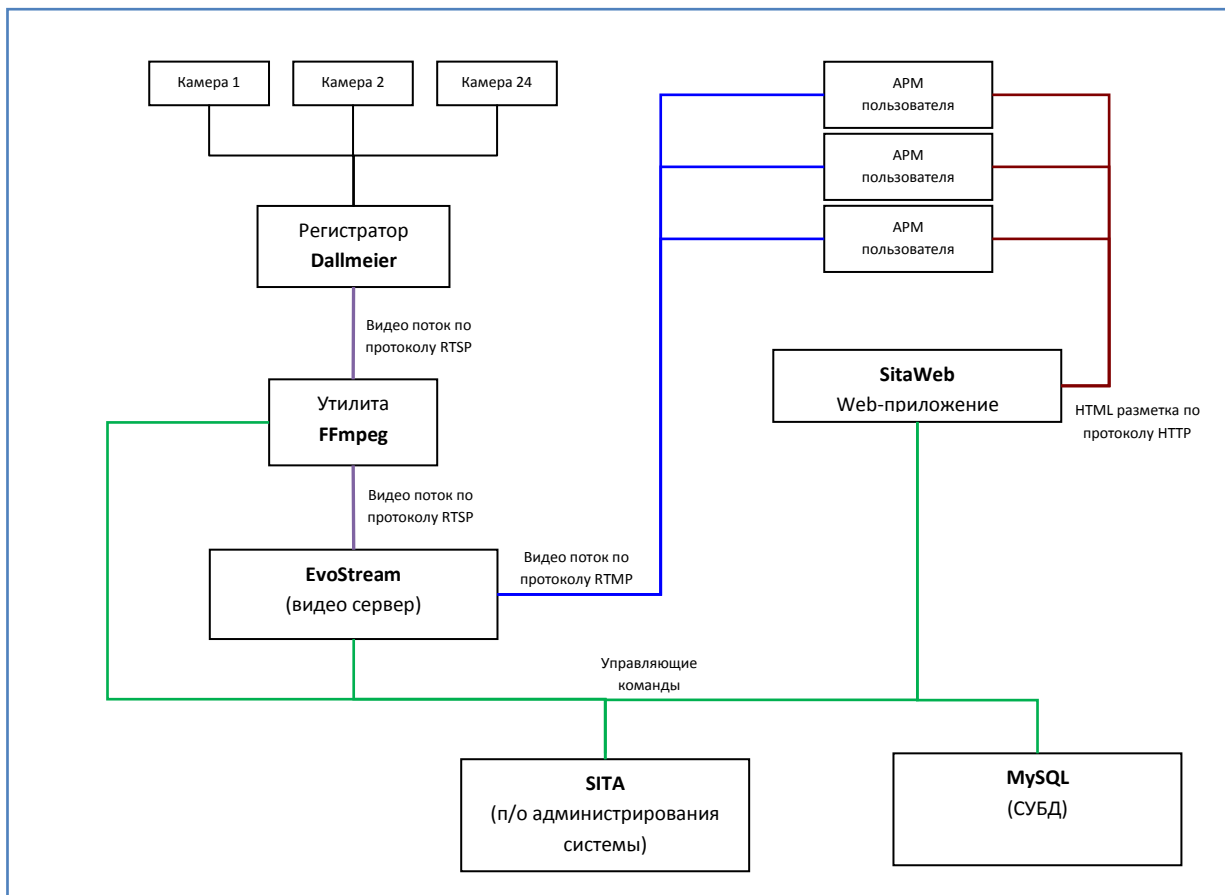 Камера 1
Камера 2
Камера 24
АРМ
пользователя
АРМ
пользователя
АРМ
пользователя
Регистратор
Dallmeier
Видео поток по
протоколу RTSP
Утилита
FFmpeg
SitaWeb
Web-приложение
HTML разметка по
протоколу HTTP
Видео поток по
протоколу RTSP
EvoStream
(видео сервер)
Видео поток по
протоколу RTMP
Управляющие
команды
SITA
(п/о администрирования
системы)
MySQL
(СУБД)